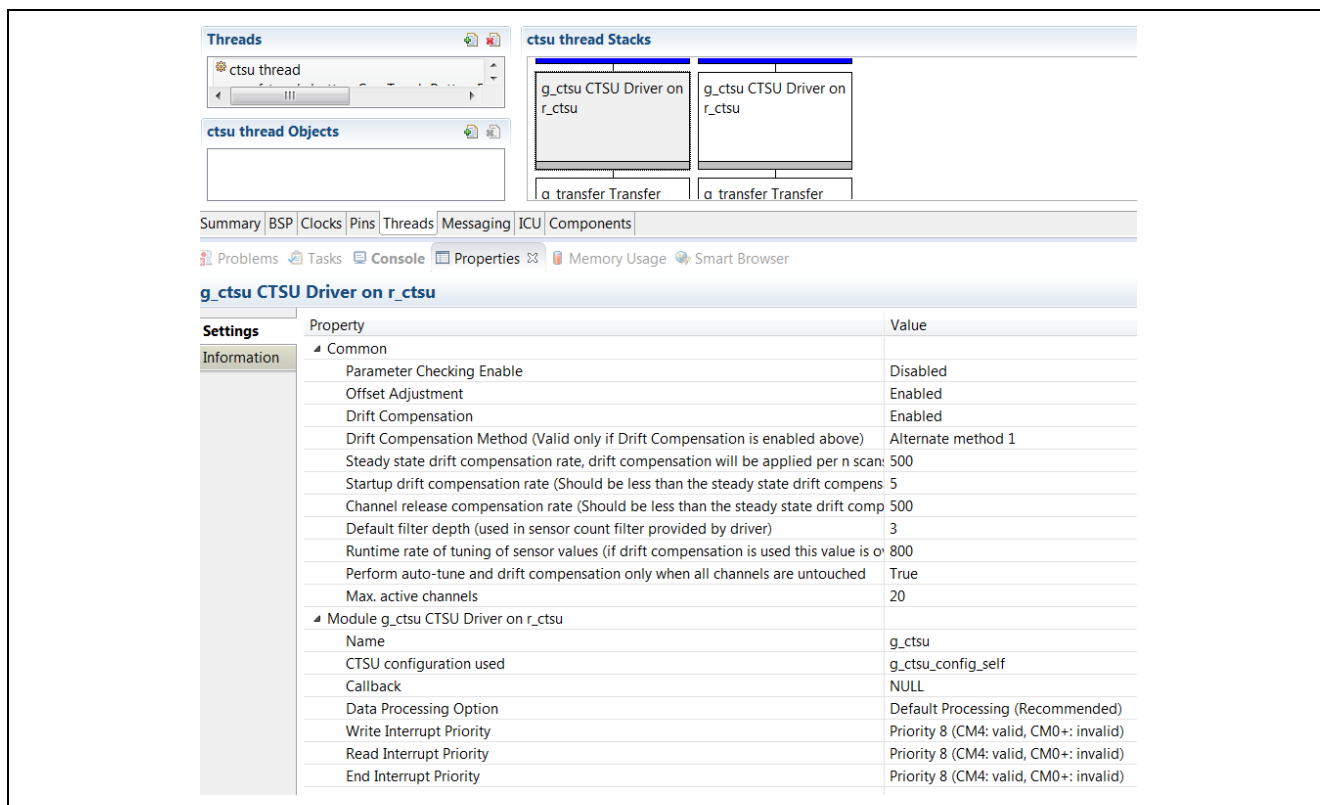 Threads
ctsu thread Stacks
ctsu thread
g_ctsu CTSU Driver on
r_ctsu
g_ctsu CTSU Driver on
r_ctsu
ctsu thread Objects
g_transfer Transfer
g_transfer Transfer
Summary BSP Clocks Pins Threads Messaging ICU Components
Problems Tasks Console Properties Memory Usage Smart Browser
g_ctsu CTSU Driver on r_ctsu
Settings
Information
Property Value
Common
Parameter Checking Enable Disabled
Offset Adjustment Enabled
Drift Compensation Enabled
Drift Compensation Method (Valid only if Drift Compensation is enabled above) Alternate method 1
Steady state drift compensation rate, drift compensation will be applied per n scan 500
Startup drift compensation rate (Should be less than the steady state drift compens 5
Channel release compensation rate (Should be less than the steady state drift comp 500
Default filter depth (used in sensor count filter provided by driver) 3
Runtime rate of tuning of sensor values (if drift compensation is used this value is 800
Perform auto-tune and drift compensation only when all channels are untouched True
Max. active channels 20
Module g_ctsu CTSU Driver on r_ctsu
Name g_ctsu
CTSU configuration used g_ctsu_config_self
Callback NULL
Data Processing Option Default Processing (Recommended)
Write Interrupt Priority Priority 8 (CM4: valid, CM0+: invalid)
Read Interrupt Priority Priority 8 (CM4: valid, CM0+: invalid)
End Interrupt Priority Priority 8 (CM4: valid, CM0+: invalid)